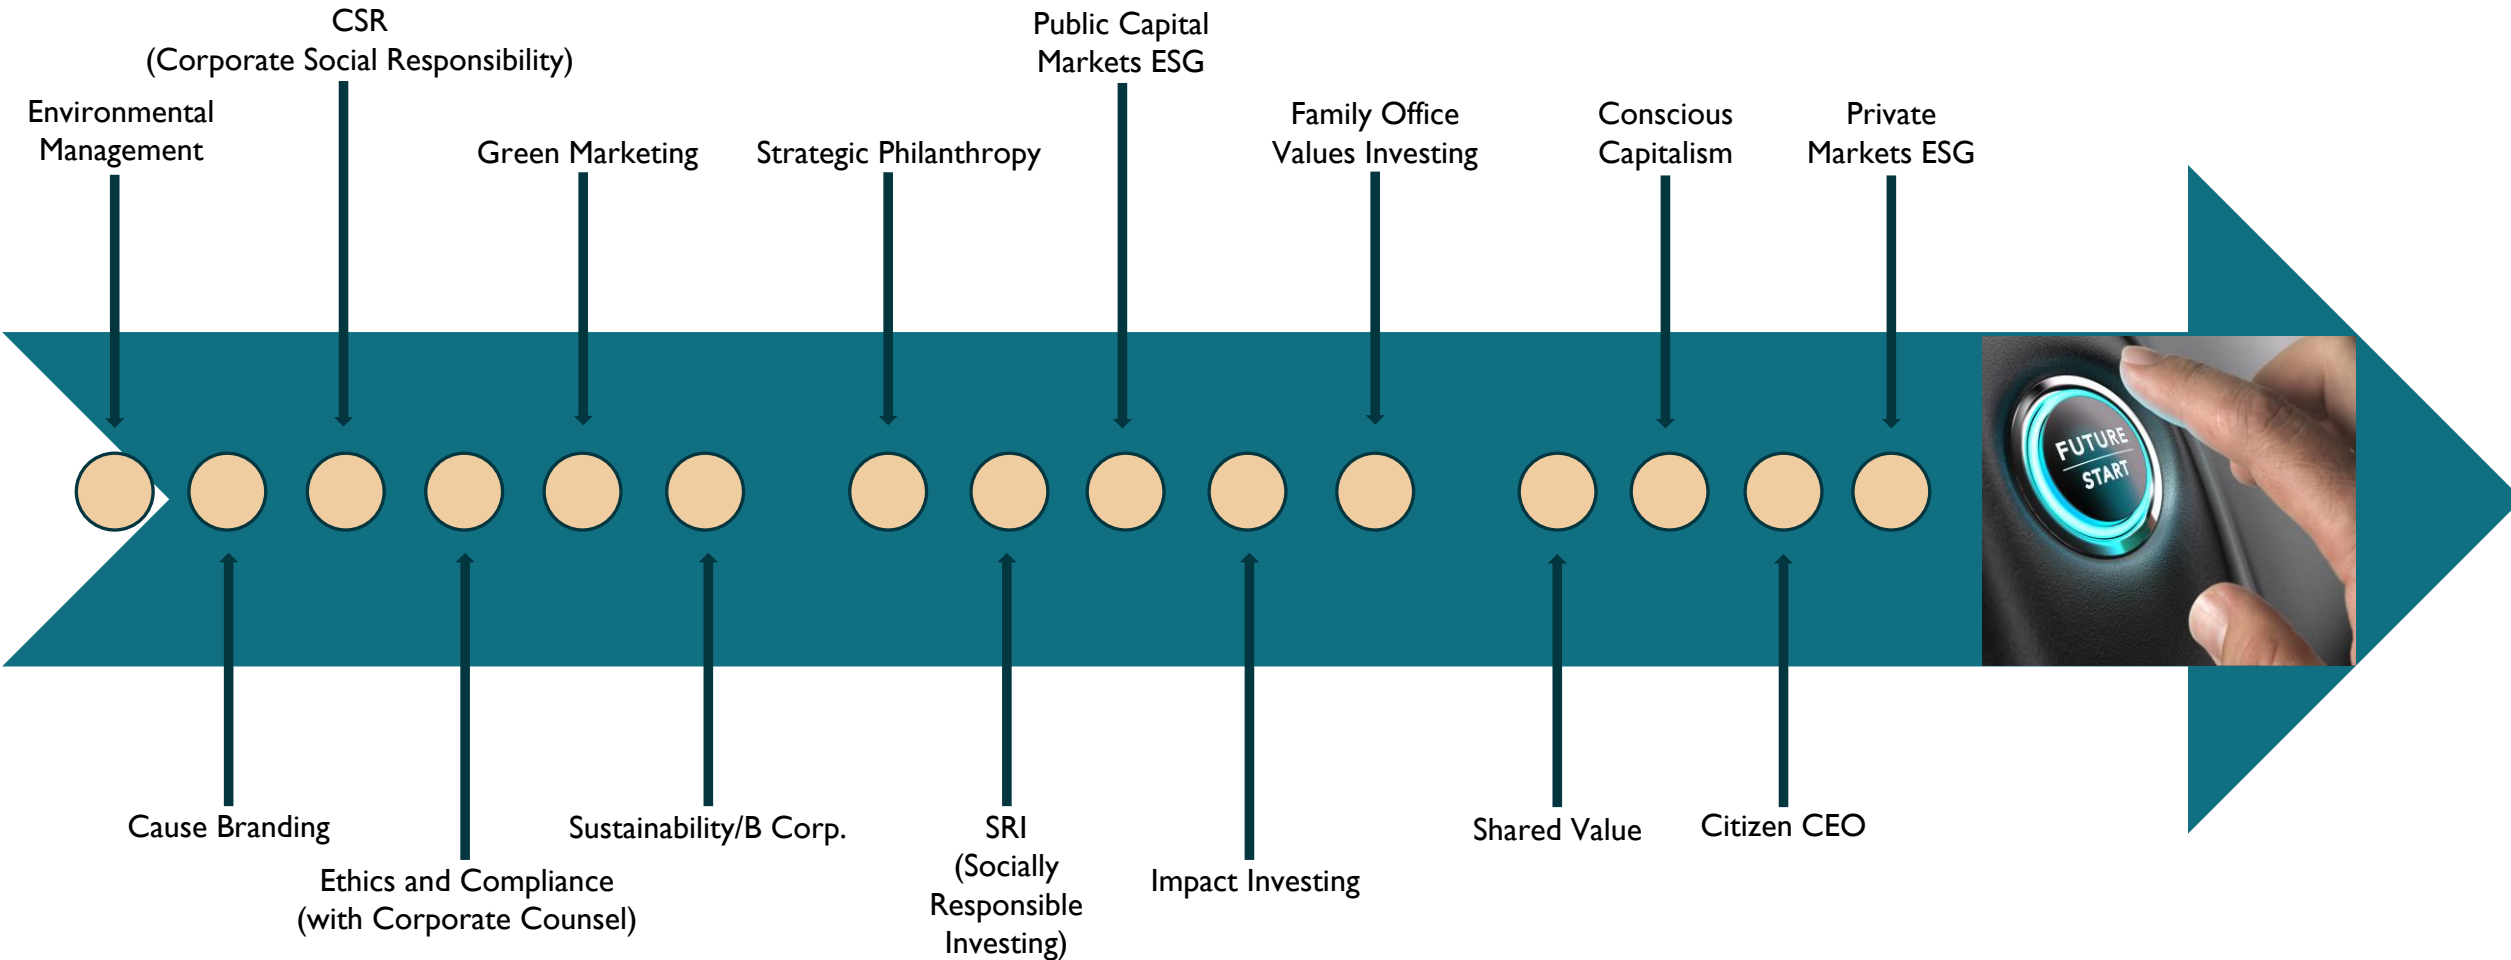 CSR
(Corporate Social Responsibility)
Public Capital
Markets ESG
Environmental
Management
Green Marketing
Strategic Philanthropy
Family Office
Values Investing
Conscious
Capitalism
Private
Markets ESG
FUTURE
START
Cause Branding
Ethics and Compliance
(with Corporate Counsel)
Sustainability/B Corp.
SRI
(Socially
Responsible
Investing)
Impact Investing
Shared Value
Citizen CEO